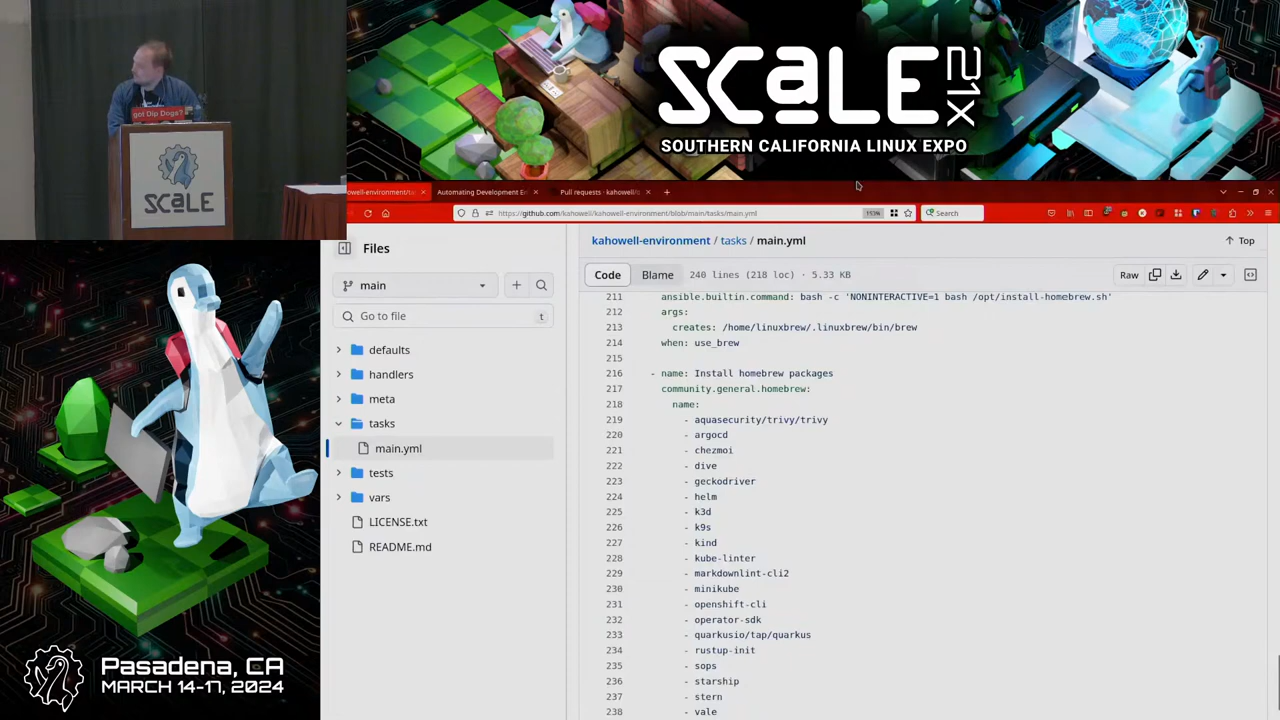 got Dip Dogs?
SCALE
SCALE 21X
SOUTHERN CALIFORNIA LINUX EXPO
Automating Development En
Pull requests · kahowell/
https://github.com/kahowell/kahowell-environment/blob/main/tasks/main.yml
153%
Search
Files
main
Go to file
t
defaults
handlers
meta
tasks
main.yml
tests
vars
LICENSE.txt
README.md
kahowell-environment / tasks / main.yml
Top
Code
Blame
240 lines (218 loc) · 5.33 KB
Raw
211 ansible.builtin.command: bash -c 'NONINTERACTIVE=1 bash /opt/install-homebrew.sh'
212 args:
213 creates: /home/linuxbrew/.linuxbrew/bin/brew
214 when: use_brew
215
216 - name: Install homebrew packages
217 community.general.homebrew:
218 name:
219 - aquasecurity/trivy/trivy
220 - argocd
221 - chezmoi
222 - dive
223 - geckodriver
224 - helm
225 - k3d
226 - k9s
227 - kind
228 - kube-linter
229 - markdownlint-cli2
230 - minikube
231 - openshift-cli
232 - operator-sdk
233 - quarkusio/tap/quarkus
234 - rustup-init
235 - sops
236 - starship
237 - stern
238 - vale
Pasadena, CA
MARCH 14-17, 2024